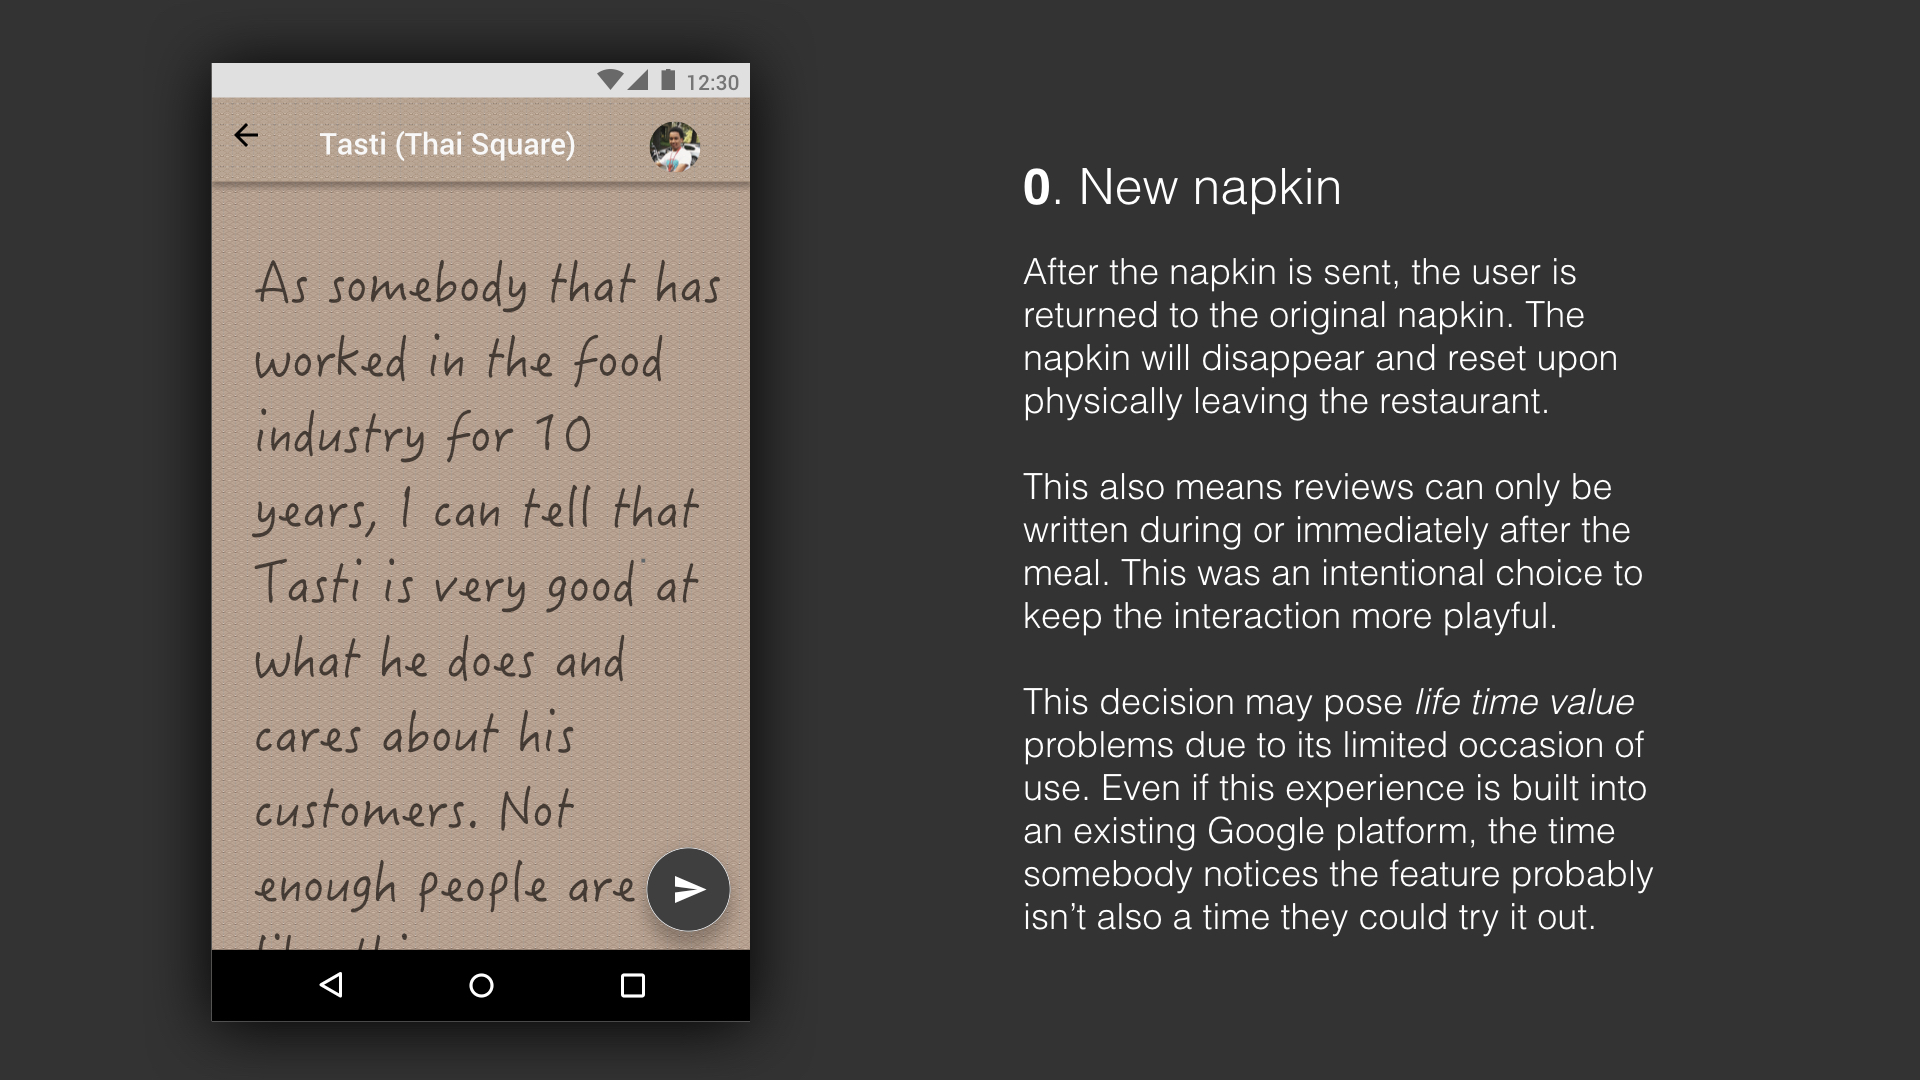 12:30
Tasti (Thai Square)
As somebody that has
worked in the food
industry for 10
years, I can tell that
Tasti is very good at
what he does and
cares about his
customers. Not
enough people are
0. New napkin
After the napkin is sent, the user is
returned to the original napkin. The
napkin will disappear and reset upon
physically leaving the restaurant.
This also means reviews can only be
written during or immediately after the
meal. This was an intentional choice to
keep the interaction more playful.
This decision may pose life time value
problems due to its limited occasion of
use. Even if this experience is built into
an existing Google platform, the time
somebody notices the feature probably
isn’t also a time they could try it out.